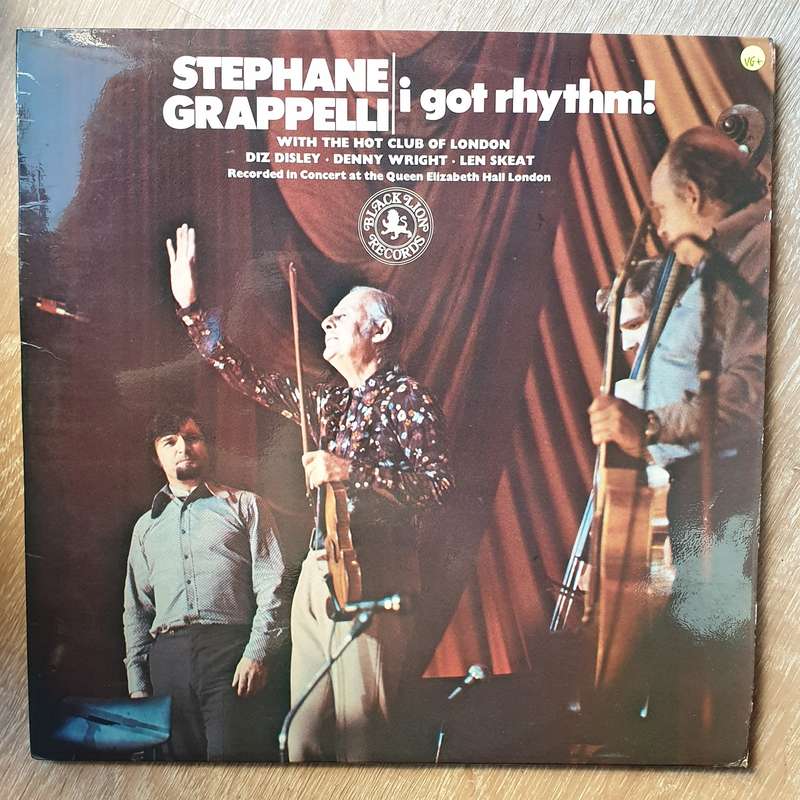 STEPHANE GRAPPELLI
i got rhythm!
WITH THE HOT CLUB OF LONDON
DIZ DISLEY · DENNY WRIGHT · LEN SKEAT
Recorded in Concert at the Queen Elizabeth Hall London
BLACK LION
RECORDS
VG+